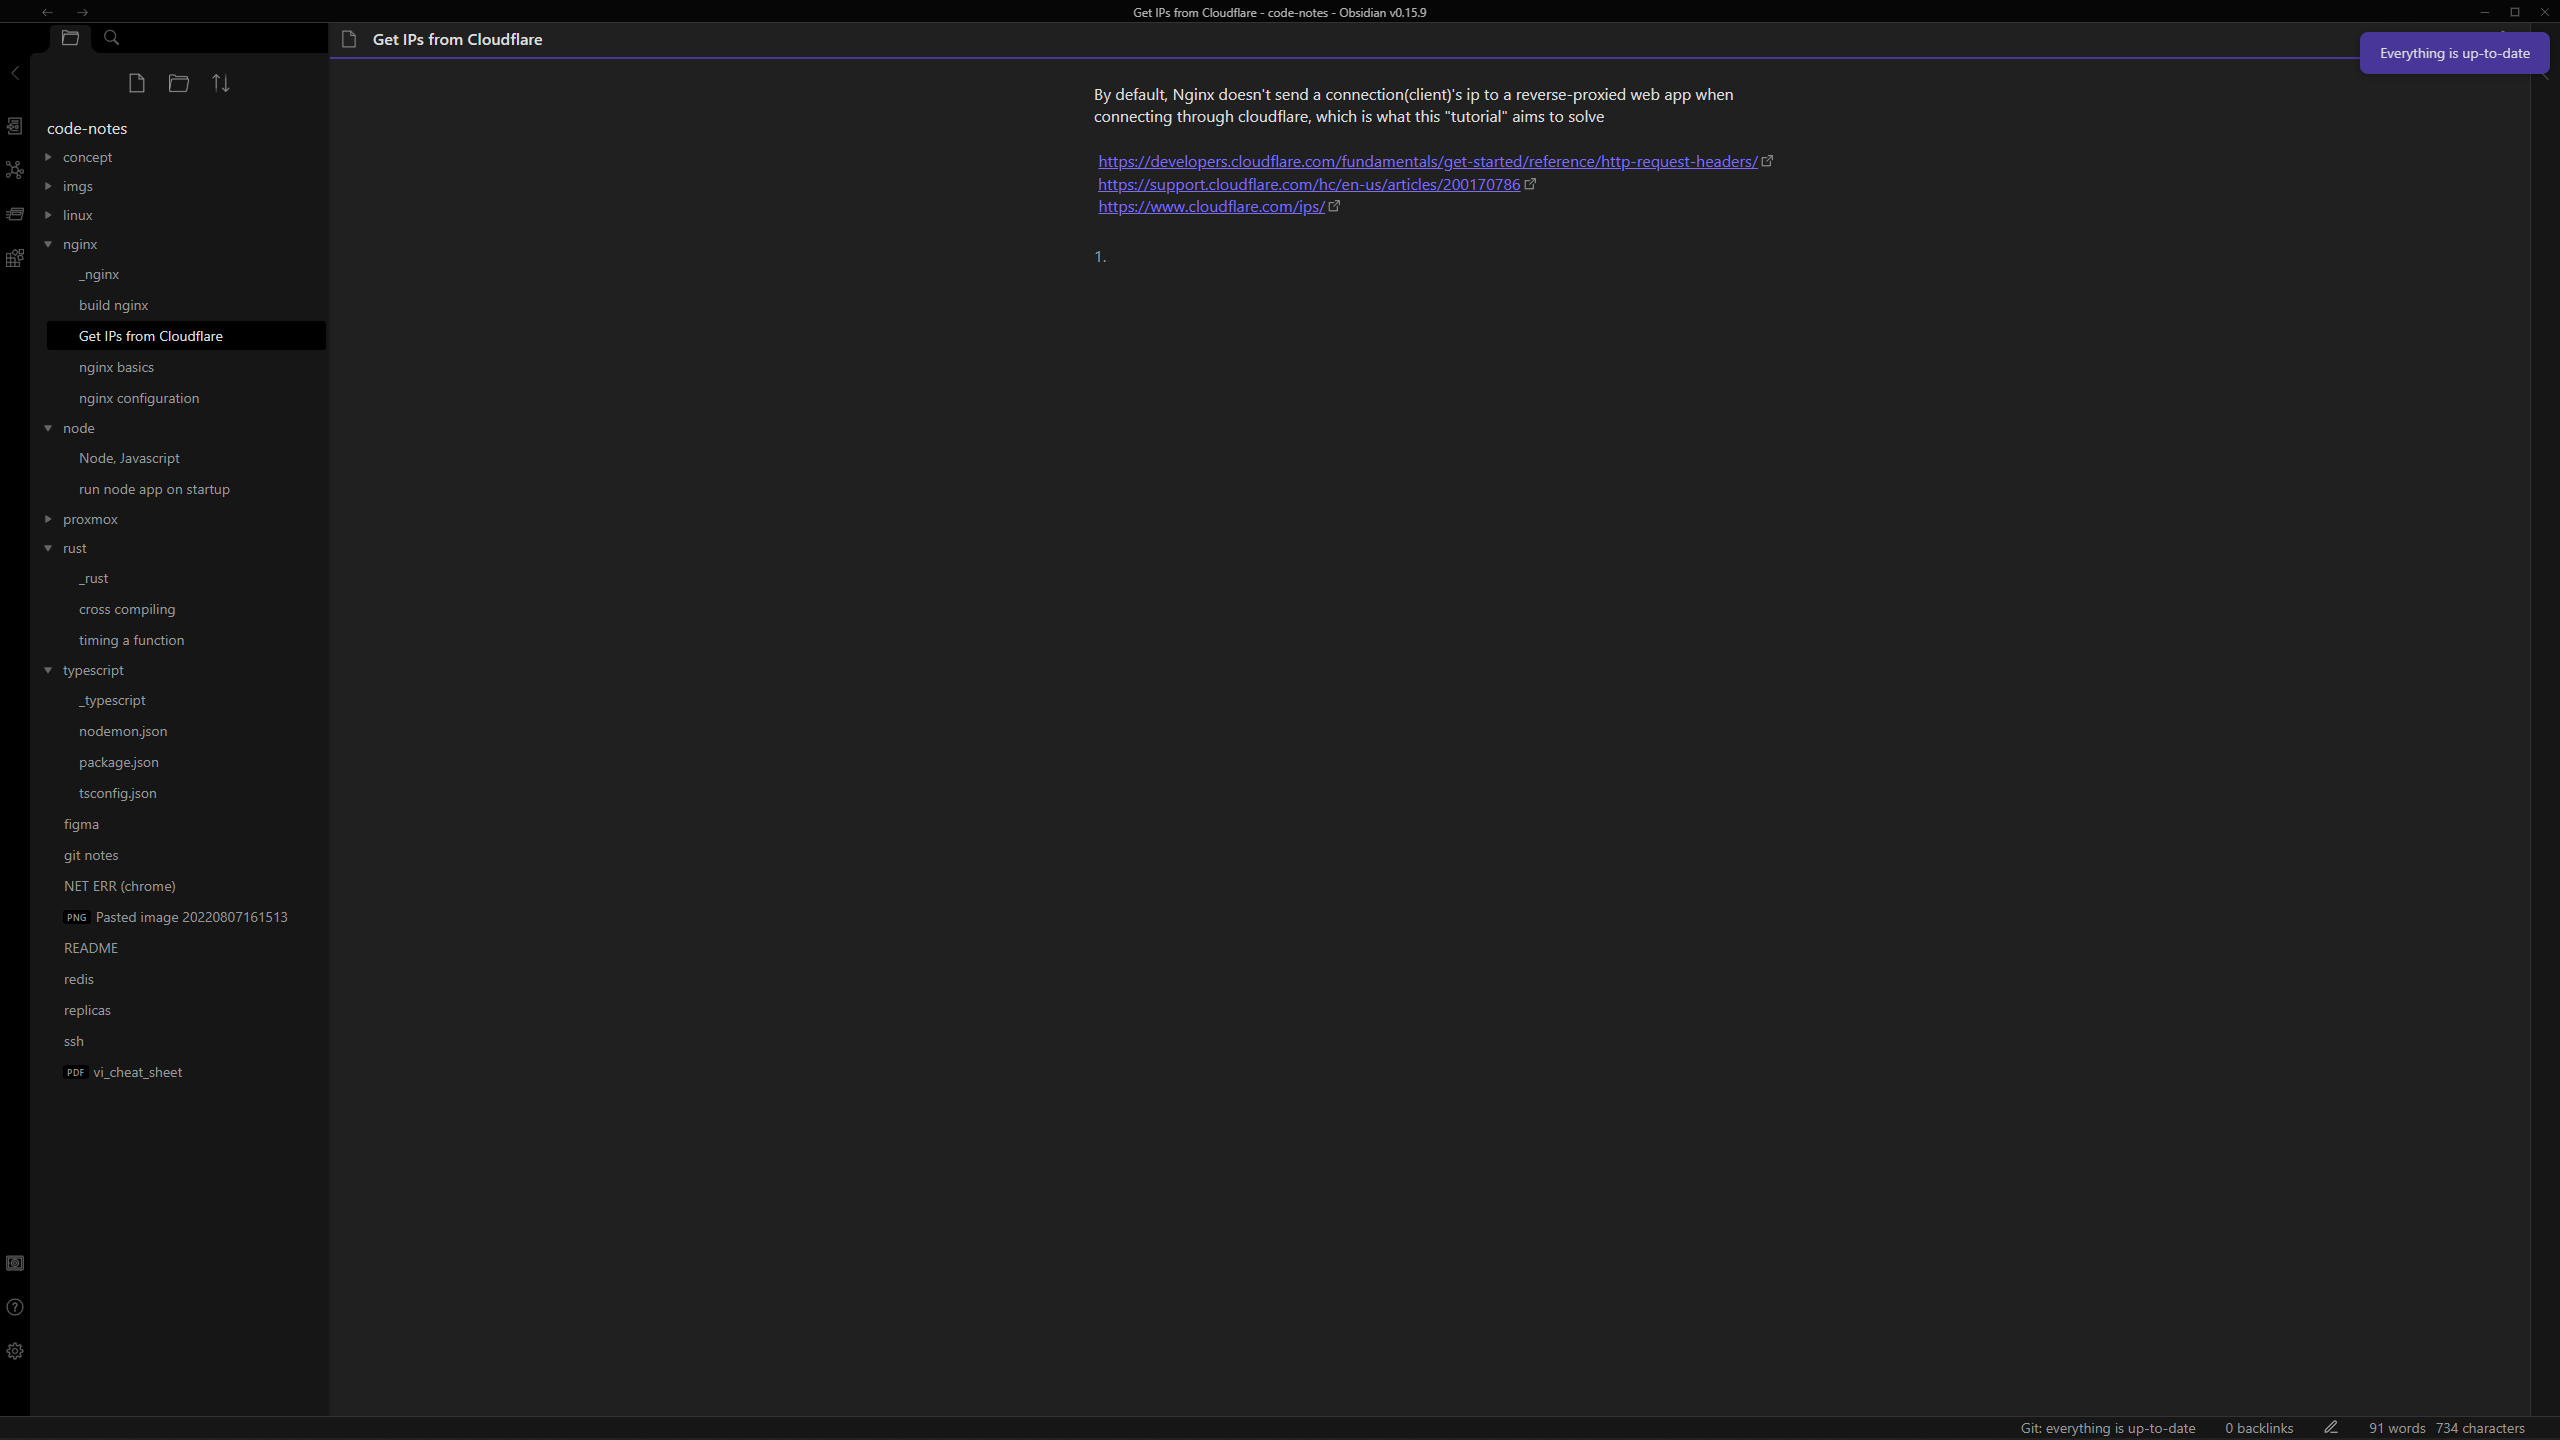 Get IPs from Cloudflare - code-notes - Obsidian v0.15.9
Get IPs from Cloudflare
Everything is up-to-date
code-notes
concept
imgs
linux
nginx
_nginx
build nginx
Get IPs from Cloudflare
nginx basics
nginx configuration
node
Node, Javascript
run node app on startup
proxmox
rust
_rust
cross compiling
timing a function
typescript
_typescript
nodemon.json
package.json
tsconfig.json
figma
git notes
NET ERR (chrome)
PNG Pasted image 20220807161513
README
redis
replicas
ssh
PDF vi_cheat_sheet
By default, Nginx doesn't send a connection(client)'s ip to a reverse-proxied web app when
connecting through cloudflare, which is what this "tutorial" aims to solve
https://developers.cloudflare.com/fundamentals/get-started/reference/http-request-headers/
https://support.cloudflare.com/hc/en-us/articles/200170786
https://www.cloudflare.com/ips/
1.
Git: everything is up-to-date 0 backlinks 91 words 734 characters